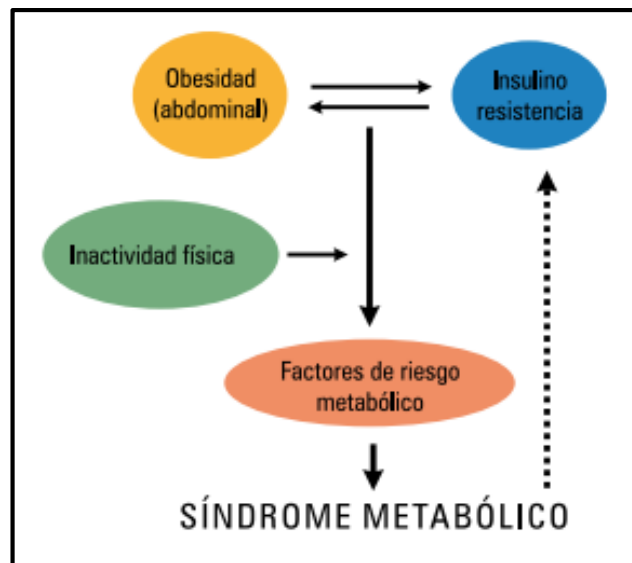 Obesidad
(abdominal)
Insulino
resistencia
Inactividad física
Factores de riesgo
metabólico
SÍNDROME METABÓLICO